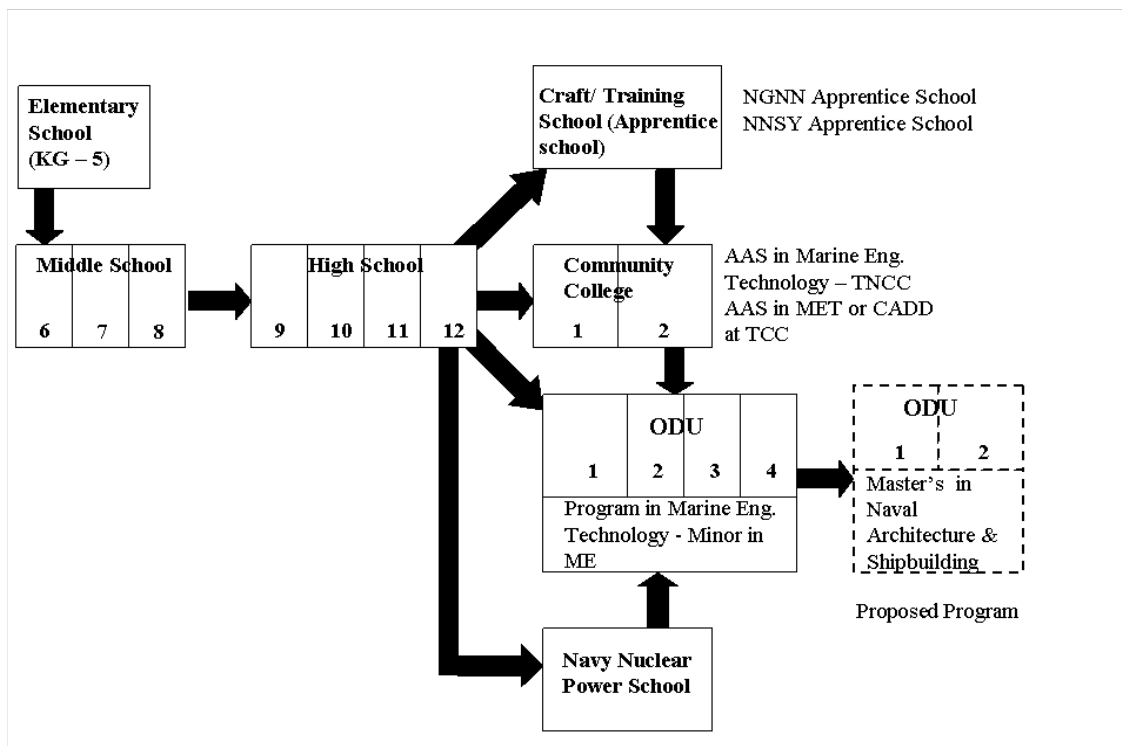 Elementary
School
(KG – 5)
Craft/ Training
School (Apprentice
school)
NGNN Apprentice School
NNSY Apprentice School
Middle School
6 7 8
High School
9 10 11 12
Community
College
1 2
AAS in Marine Eng.
Technology – TNCC
AAS in MET or CADD
at TCC
ODU
1 2 3 4
Program in Marine Eng.
Technology - Minor in
ME
ODU
1 2
Master's in
Naval
Architecture &
Shipbuilding
Proposed Program
Navy Nuclear
Power School